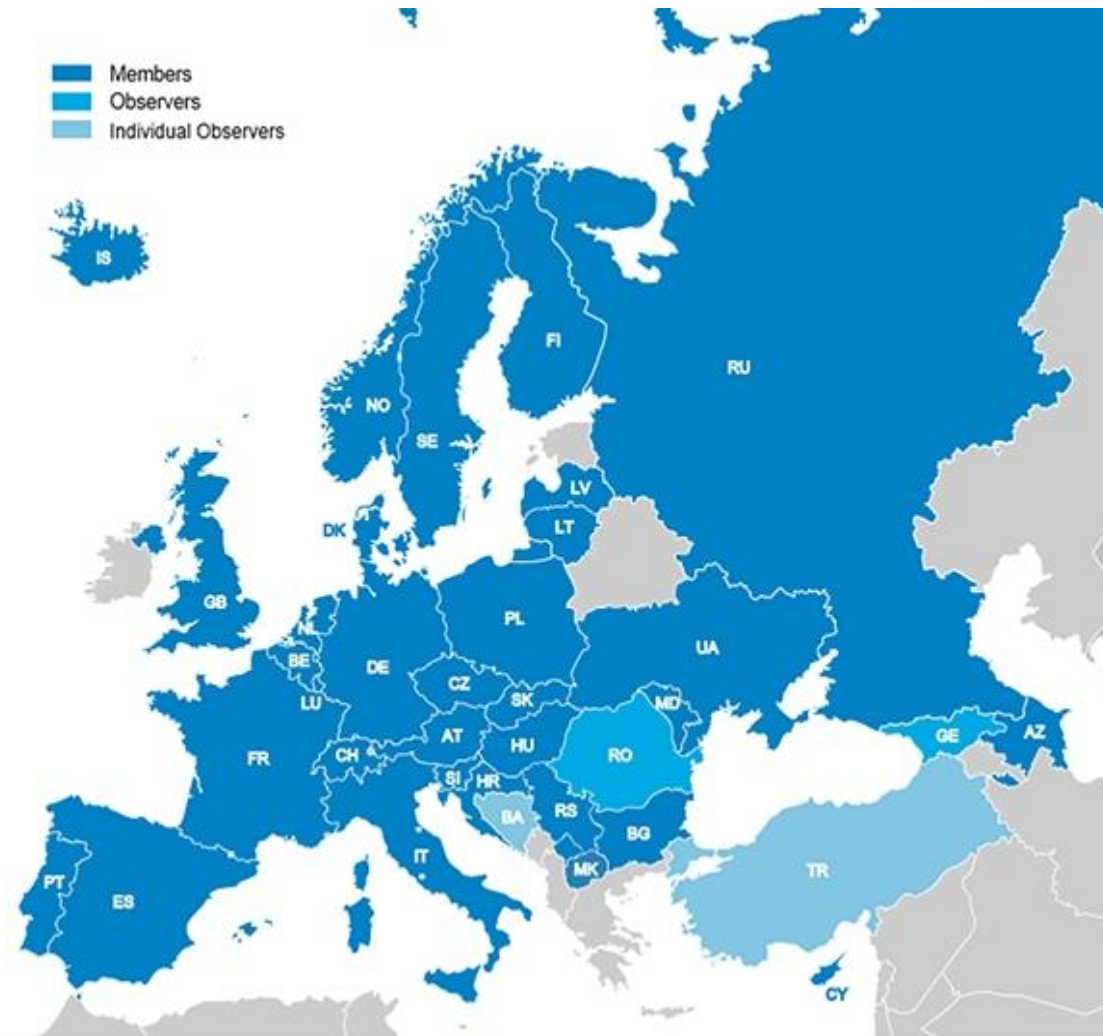 Members
Observers
Individual Observers
IS
FI
RU
NO
SE
LV
DK
LT
GB
NL
PL
BE
DE
UA
CZ
LU
SK
MD
AT
HU
GE
AZ
FR
CH
RO
SI
HR
RS
BA
BG
IT
MK
TR
PT
ES
CY